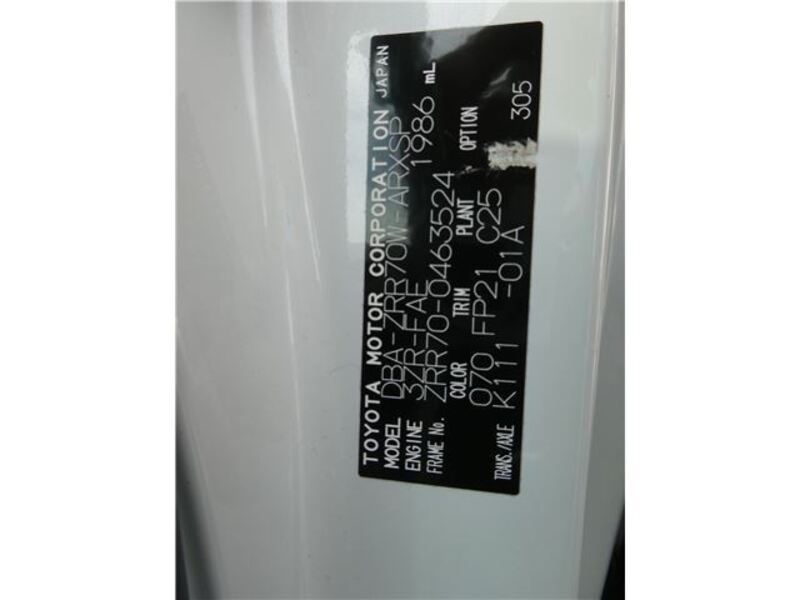 TOYOTA MOTOR CORPORATION JAPAN
MODEL DBA-ZRR70W-ARXSP
ENGINE 3ZR-FAE 1986 mL
FRAME No. ZRR70-0463524
COLOR TRIM PLANT OPTION
070 FP21 C25
TRANS./AXLE K111 -01A 305